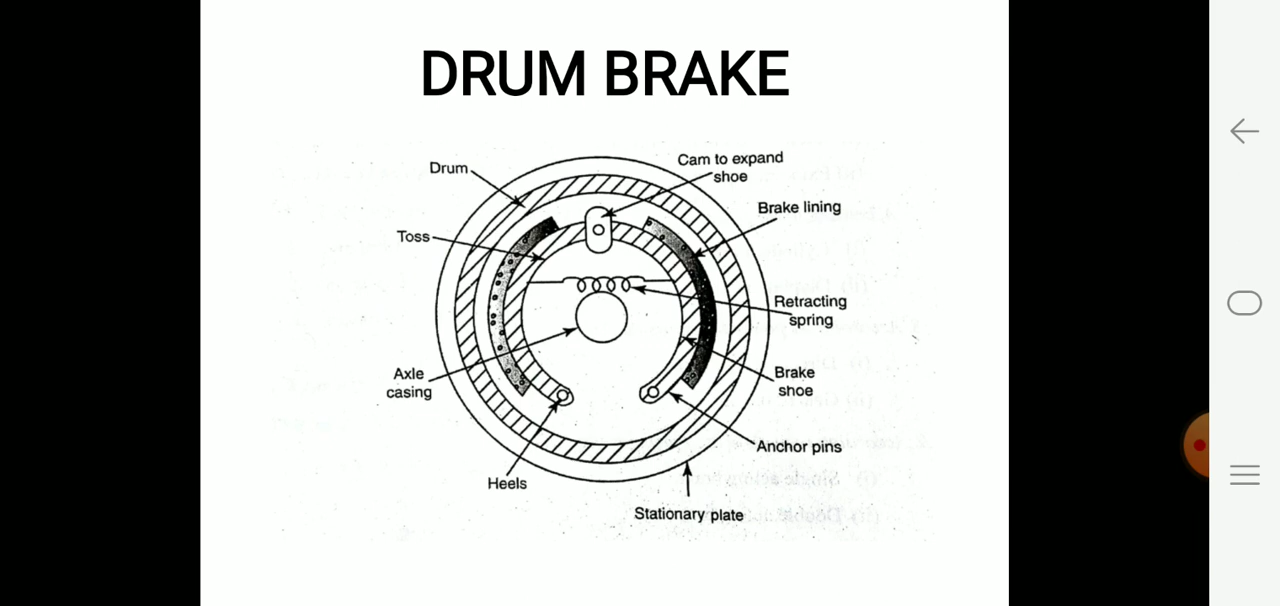 DRUM BRAKE
Drum
Cam to expand
shoe
Brake lining
Toss
Retracting
spring
Axle
casing
Brake
shoe
Anchor pins
Heels
Stationary plate